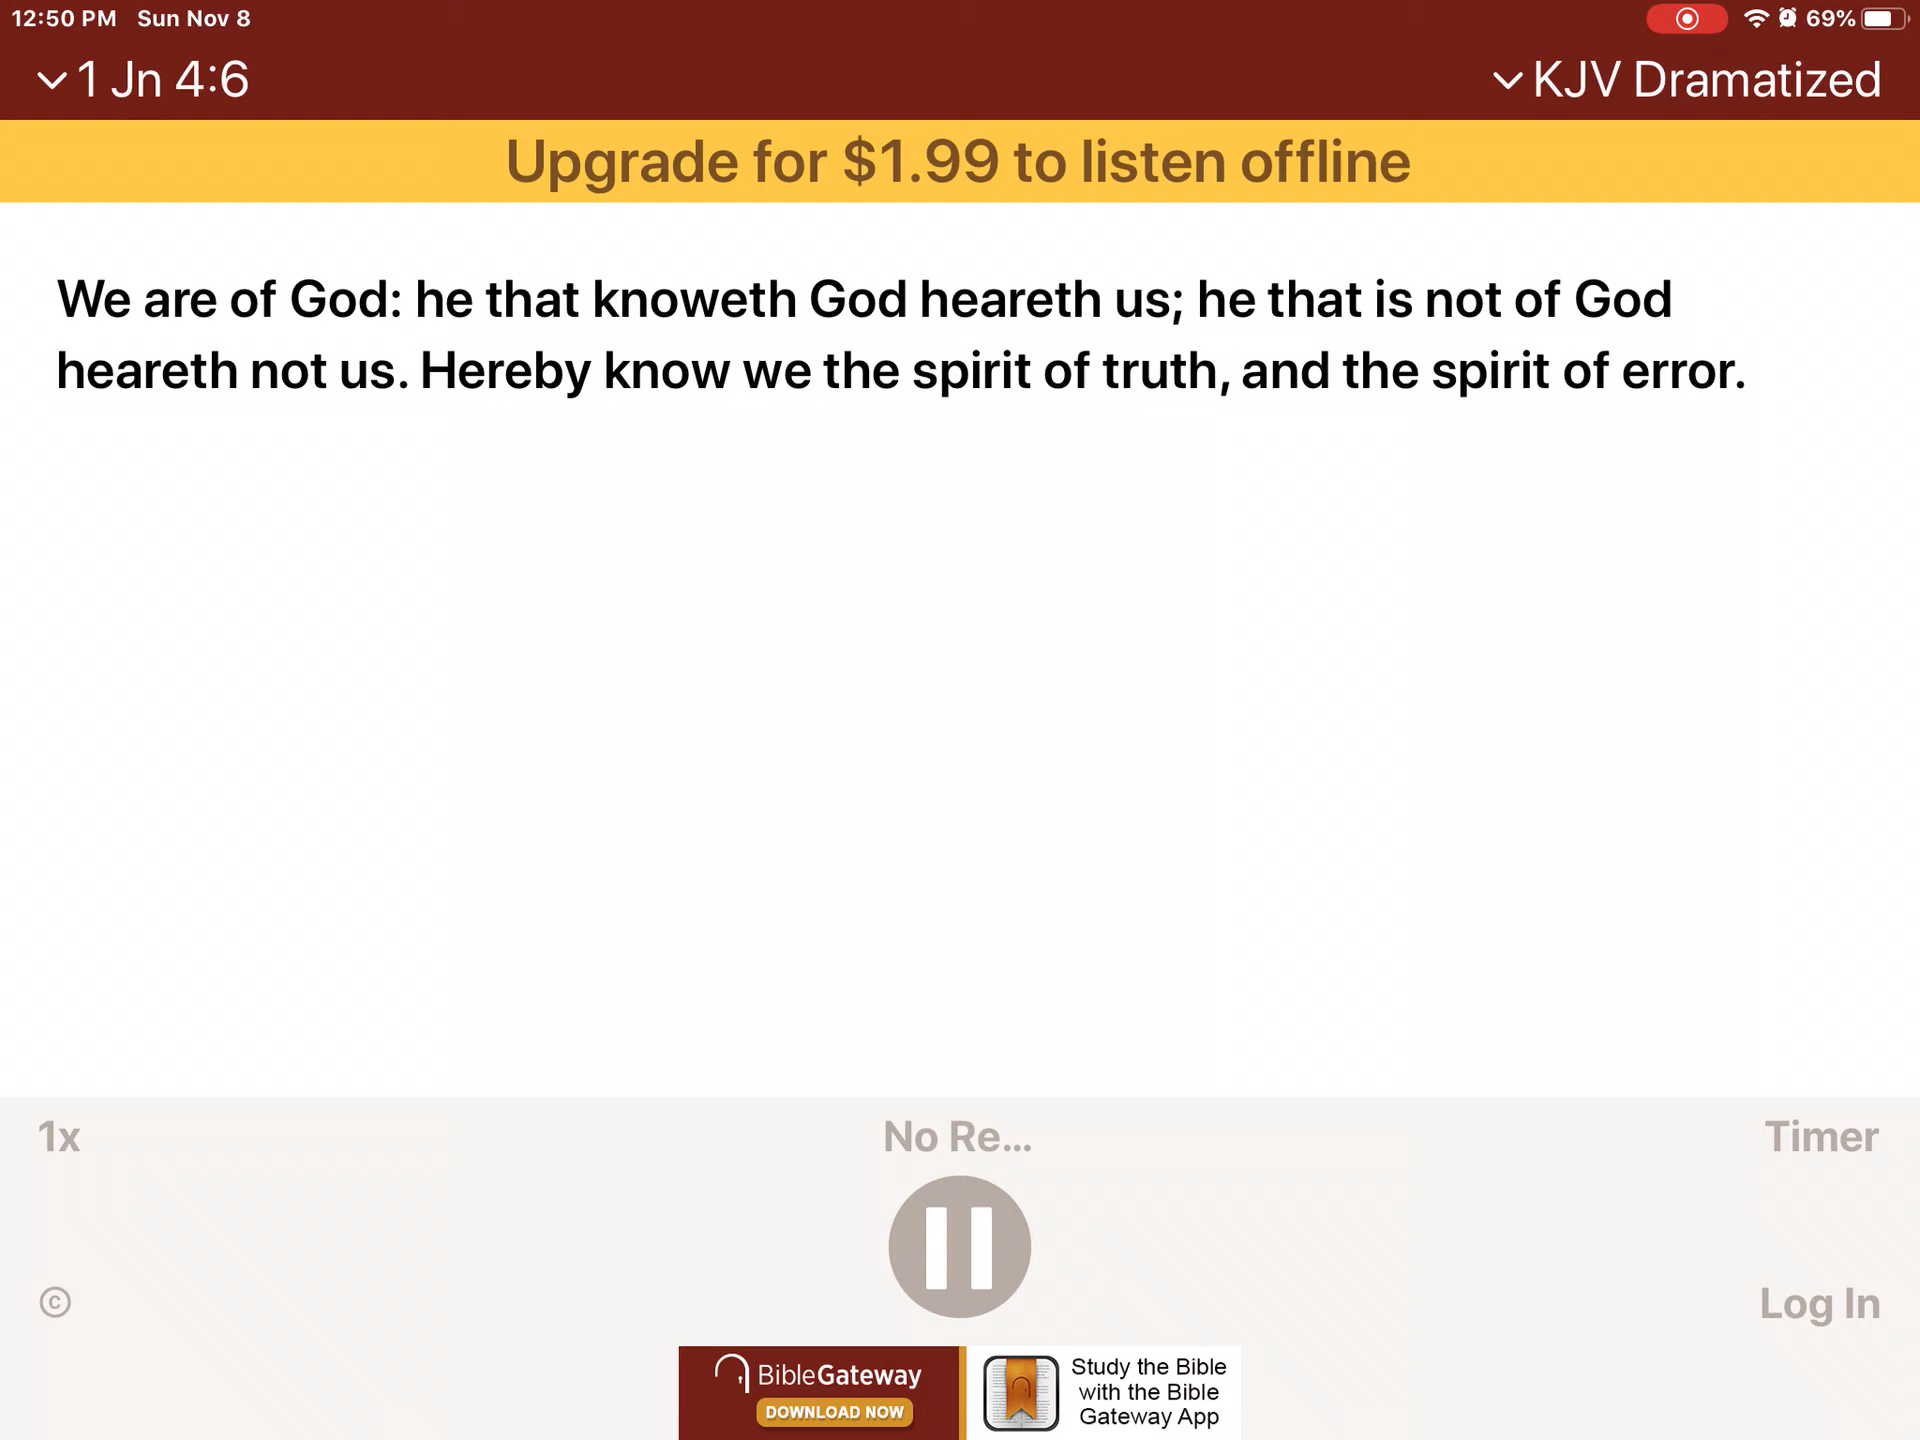 12:50 PM Sun Nov 8 69%
1 Jn 4:6 KJV Dramatized
Upgrade for $1.99 to listen offline
We are of God: he that knoweth God heareth us; he that is not of God
heareth not us. Hereby know we the spirit of truth, and the spirit of error.
1x No Re... Timer
©
Log In
BibleGateway
DOWNLOAD NOW
Study the Bible
with the Bible
Gateway App